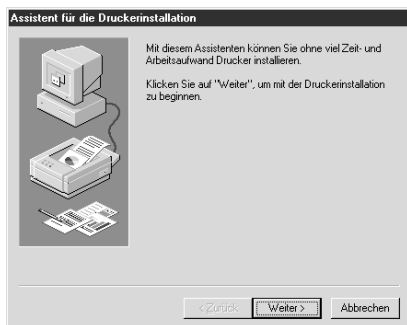 Assistent für die Druckerinstallation
Mit diesem Assistenten können Sie ohne viel Zeit- und
Arbeitsaufwand Drucker installieren.
Klicken Sie auf "Weiter", um mit der Druckerinstallation
zu beginnen.
< Zurück
Weiter >
Abbrechen